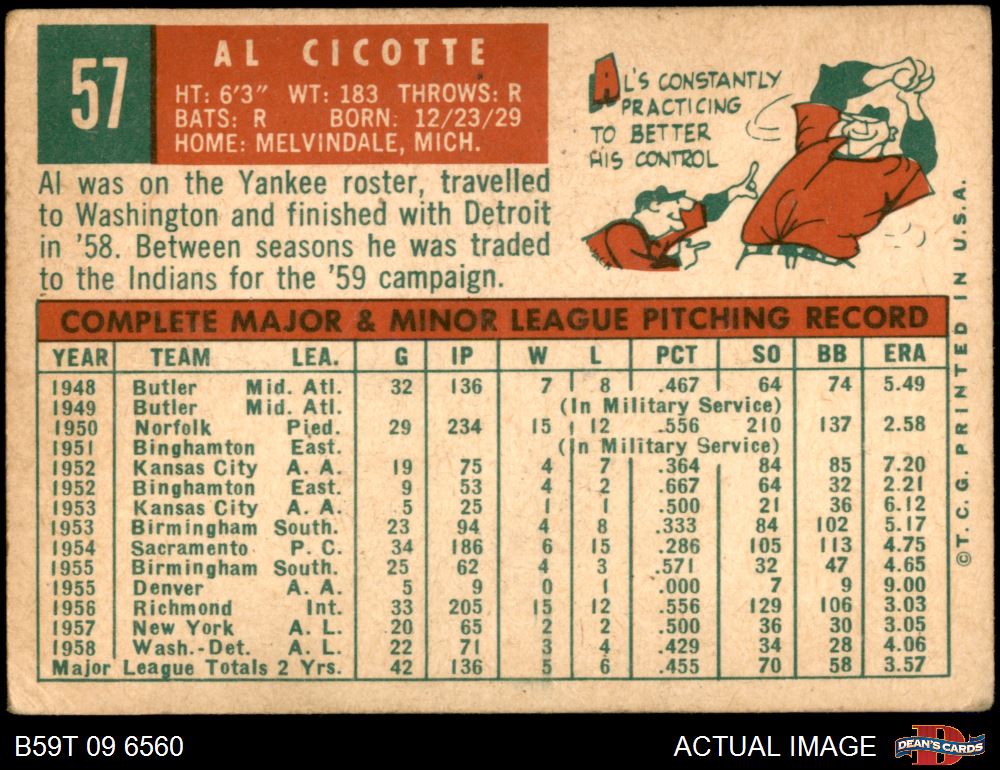 57
AL CICOTTE
HT: 6'3" WT: 183 THROWS: R
BATS: R BORN: 12/23/29
HOME: MELVINDALE, MICH.
Al was on the Yankee roster, travelled
to Washington and finished with Detroit
in '58. Between seasons he was traded
to the Indians for the '59 campaign.
AL'S CONSTANTLY
PRACTICING
TO BETTER
HIS CONTROL
COMPLETE MAJOR & MINOR LEAGUE PITCHING RECORD
YEAR TEAM LEA. G IP W L PCT SO BB ERA
1948 Butler Mid. Atl. 32 136 7 8 .467 64 74 5.49
1949 Butler Mid. Atl. (In Military Service)
1950 Norfolk Pied. 29 234 15 12 .556 210 137 2.58
1951 Binghamton East. (In Military Service)
1952 Kansas City A. A. 19 75 4 7 .364 84 85 7.20
1952 Binghamton East. 9 53 4 2 .667 64 32 2.21
1953 Kansas City A. A. 5 25 1 1 .500 21 36 6.12
1953 Birmingham South. 23 94 4 8 .333 84 102 5.17
1954 Sacramento P. C. 34 186 6 15 .286 105 113 4.75
1955 Birmingham South. 25 62 4 3 .571 32 47 4.65
1955 Denver A. A. 5 9 0 1 .000 7 9 9.00
1956 Richmond Int. 33 205 15 12 .556 129 106 3.03
1957 New York A. L. 20 65 2 2 .500 36 30 3.05
1958 Wash.-Det. A. L. 22 71 3 4 .429 34 28 4.06
Major League Totals 2 Yrs. 42 136 5 6 .455 70 58 3.57
©T.C.G. PRINTED IN U.S.A.
B59T 09 6560
ACTUAL IMAGE
D
DEAN'S CARDS